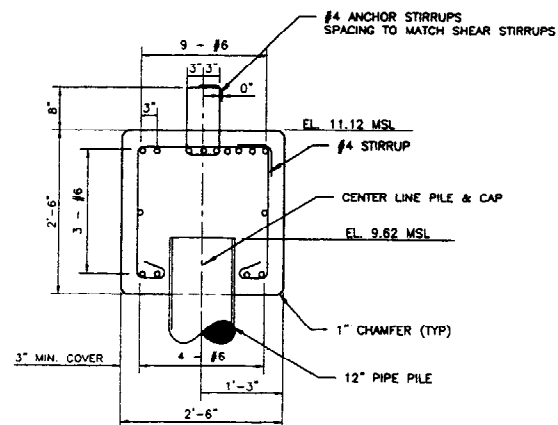 #4 ANCHOR STIRRUPS
SPACING TO MATCH SHEAR STIRRUPS
9 - #6
3" 3"
0"
8"
3"
EL. 11.12 MSL
#4 STIRRUP
3 - #6
2'-6"
CENTER LINE PILE & CAP
EL. 9.62 MSL
1" CHAMFER (TYP)
3" MIN. COVER
4 - #6
12" PIPE PILE
1'-3"
2'-6"